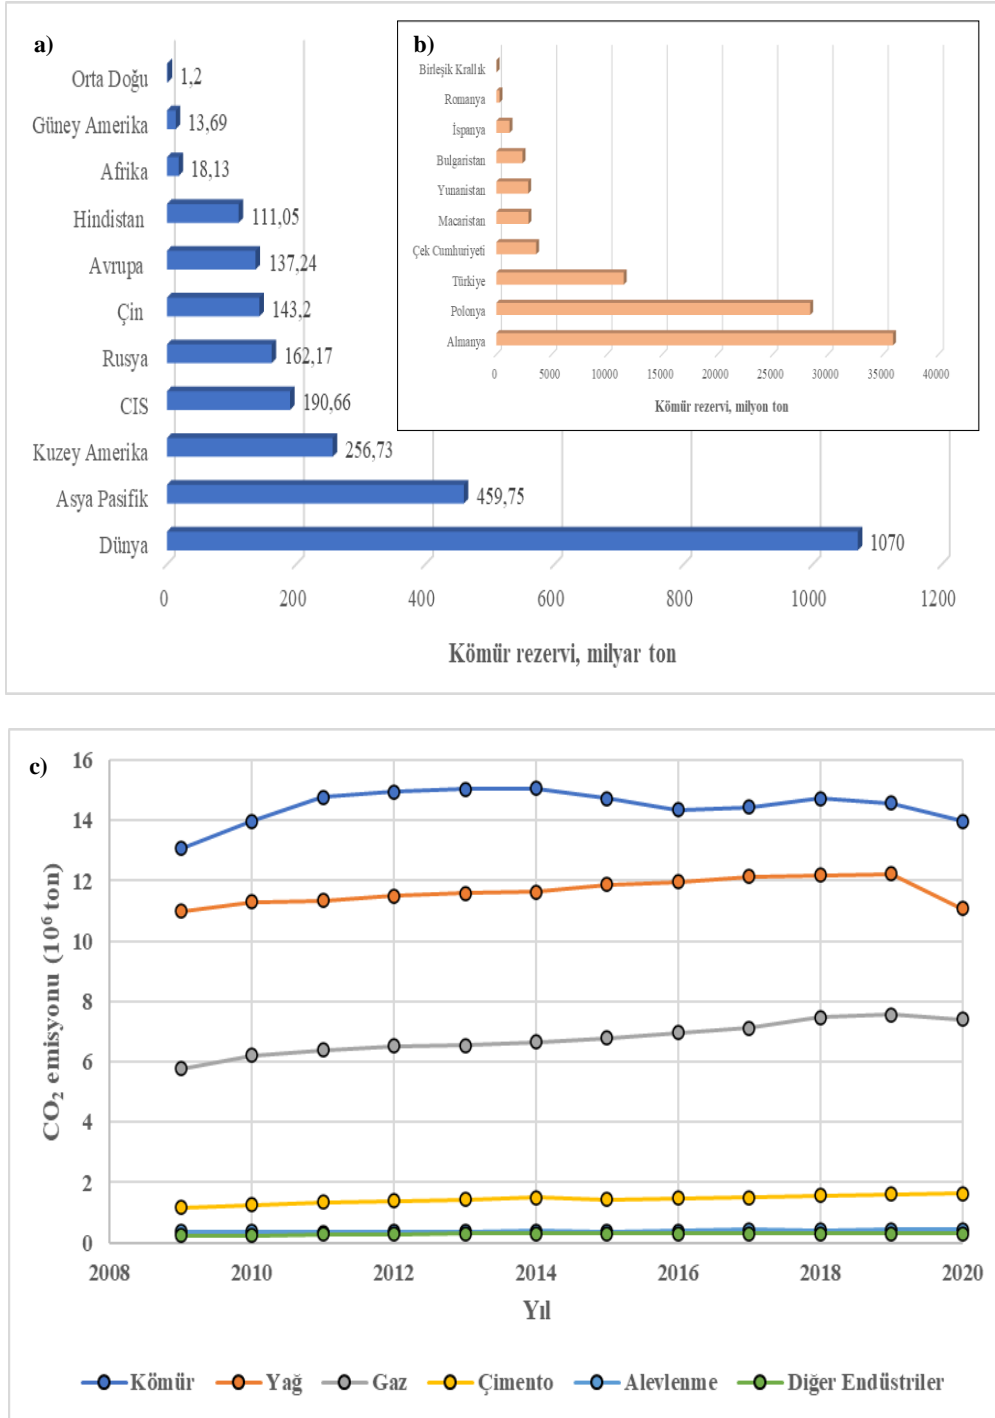 a)
Orta Doğu
1,2
Güney Amerika
13,69
Afrika
18,13
Hindistan
111,05
Avrupa
137,24
Çin
143,2
Rusya
162,17
CIS
190,66
Kuzey Amerika
256,73
Asya Pasifik
459,75
Dünya
1070
0 200 400 600 800 1000 1200
Kömür rezervi, milyar ton
b)
Birleşik Krallık
Romanya
İspanya
Bulgaristan
Yunanistan
Macaristan
Çek Cumhuriyeti
Türkiye
Polonya
Almanya
0 5000 10000 15000 20000 25000 30000 35000 40000
Kömür rezervi, milyon ton
c)
CO₂ emisyonu (10⁶ ton)
16
14
12
10
8
6
4
2
0
2008 2010 2012 2014 2016 2018 2020
Yıl
Kömür Yağ Gaz Çimento Alevlenme Diğer Endüstriler